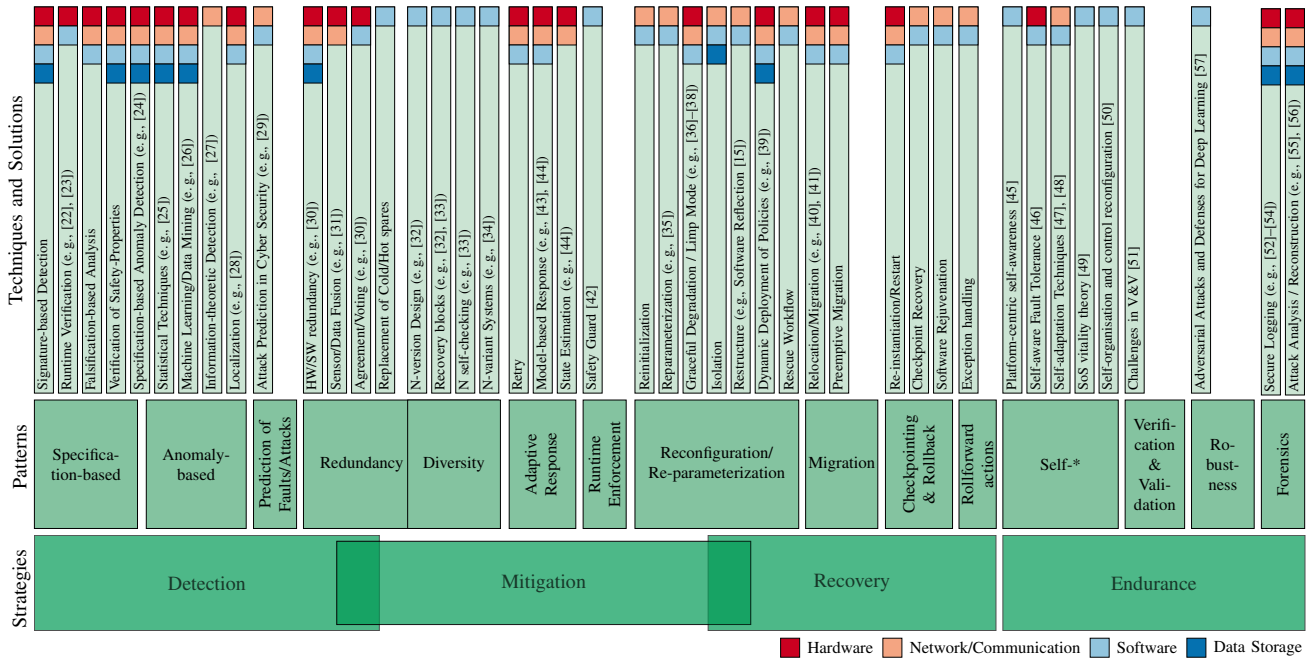 Techniques and Solutions
Signature-based Detection
Runtime Verification (e. g., [22], [23])
Falsification-based Analysis
Verification of Safety-Properties
Specification-based Anomaly Detection (e. g., [24])
Statistical Techniques (e. g., [25])
Machine Learning/Data Mining (e. g., [26])
Information-theoretic Detection (e. g., [27])
Localization (e. g., [28])
Attack Prediction in Cyber Security (e. g., [29])
HW/SW redundancy (e. g., [30])
Sensor/Data Fusion (e. g., [31])
Agreement/Voting (e. g., [30])
Replacement of Cold/Hot spares
N-version Design (e. g., [32])
Recovery blocks (e. g., [32], [33])
N self-checking (e. g., [33])
N-variant Systems (e. g., [34])
Retry
Model-based Response (e. g., [43], [44])
State Estimation (e. g., [44])
Safety Guard [42]
Reinitialization
Reparameterization (e. g., [35])
Graceful Degradation / Limp Mode (e. g., [36]–[38])
Isolation
Restructure (e. g., Software Reflection [15])
Dynamic Deployment of Policies (e. g., [39])
Rescue Workflow
Relocation/Migration (e. g., [40], [41])
Preemptive Migration
Re-instantiation/Restart
Checkpoint Recovery
Software Rejuvenation
Exception handling
Platform-centric self-awareness [45]
Self-aware Fault Tolerance [46]
Self-adaptation Techniques [47], [48]
SoS vitality theory [49]
Self-organisation and control reconfiguration [50]
Challenges in V&V [51]
Adversarial Attacks and Defenses for Deep Learning [57]
Secure Logging (e. g., [52]–[54])
Attack Analysis / Reconstruction (e. g., [55], [56])
Patterns
Specifica-
tion-based
Anomaly-
based
Prediction of
Faults/Attacks
Redundancy
Diversity
Adaptive
Response
Runtime
Enforcement
Reconfiguration/
Re-parameterization
Migration
Checkpointing
& Rollback
Rollforward
actions
Self-*
Verifi-
cation
&
Vali-
dation
Ro-
bust-
ness
Forensics
Strategies
Detection
Mitigation
Recovery
Endurance
Hardware
Network/Communication
Software
Data Storage